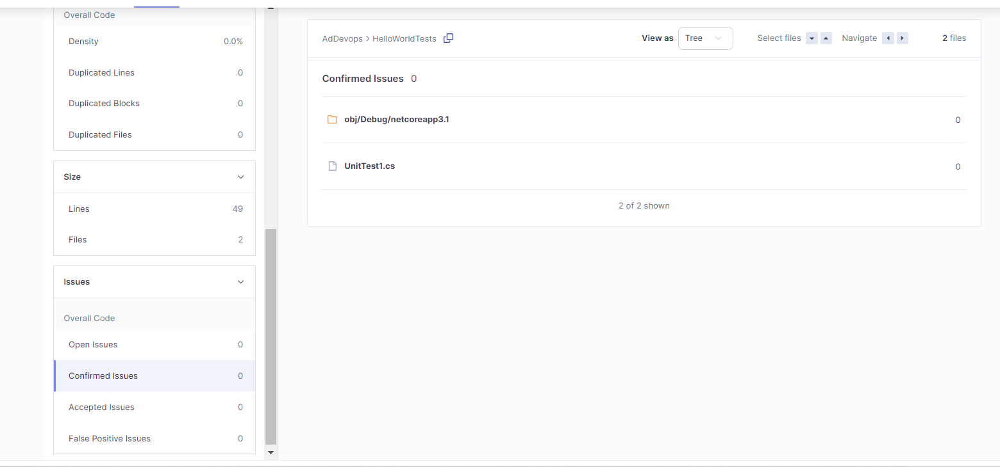 Overall Code
Density 0.0%
Duplicated Lines 0
Duplicated Blocks 0
Duplicated Files 0
Size
Lines 49
Files 2
Issues
Overall Code
Open Issues 0
Confirmed Issues 0
Accepted Issues 0
False Positive Issues 0
AdDevops > HelloWorldTests View as Tree Select files Navigate 2 files
Confirmed Issues 0
obj/Debug/netcoreapp3.1 0
UnitTest1.cs 0
2 of 2 shown